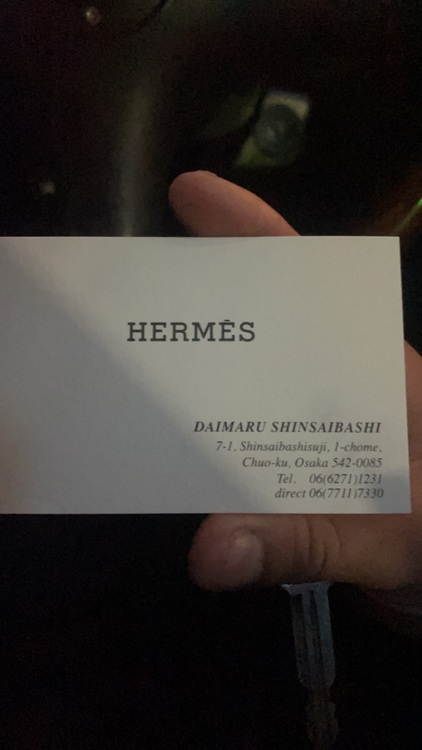 HERMÈS
DAIMARU SHINSAIBASHI
7-1, Shinsaibashisuji, 1-chome,
Chuo-ku, Osaka 542-0085
Tel. 06(6271)1231
direct 06(7711)7330